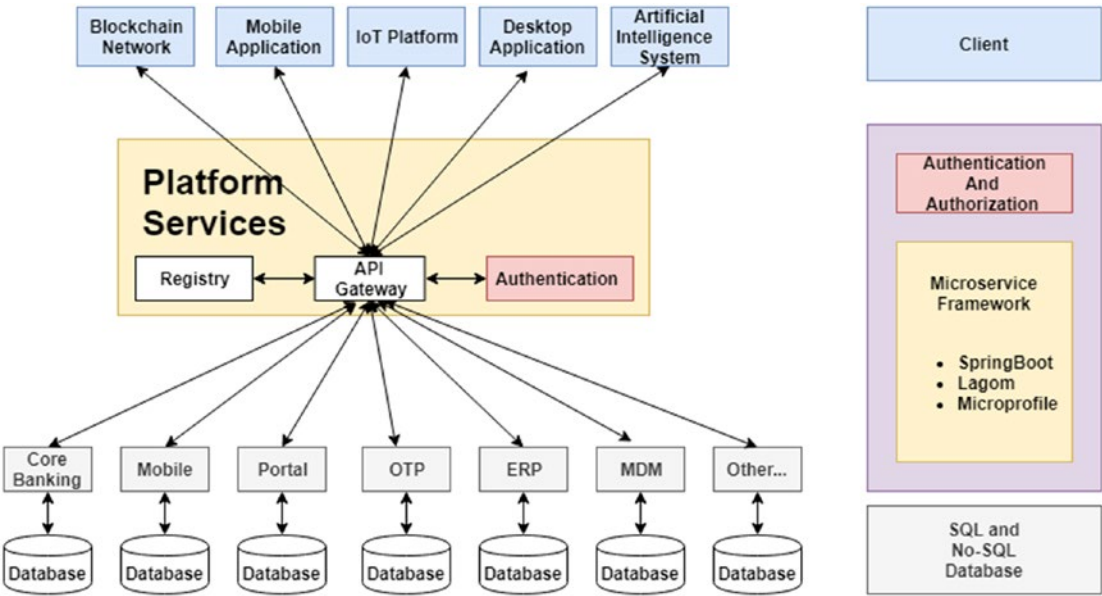 Blockchain
Network
Mobile
Application
IoT Platform
Desktop
Application
Artificial
Intelligence
System
Platform
Services
Registry
API
Gateway
Authentication
Core
Banking
Mobile
Portal
OTP
ERP
MDM
Other...
Database
Database
Database
Database
Database
Database
Database
Client
Authentication
And
Authorization
Microservice
Framework
• SpringBoot
• Lagom
• Microprofile
SQL and
No-SQL
Database